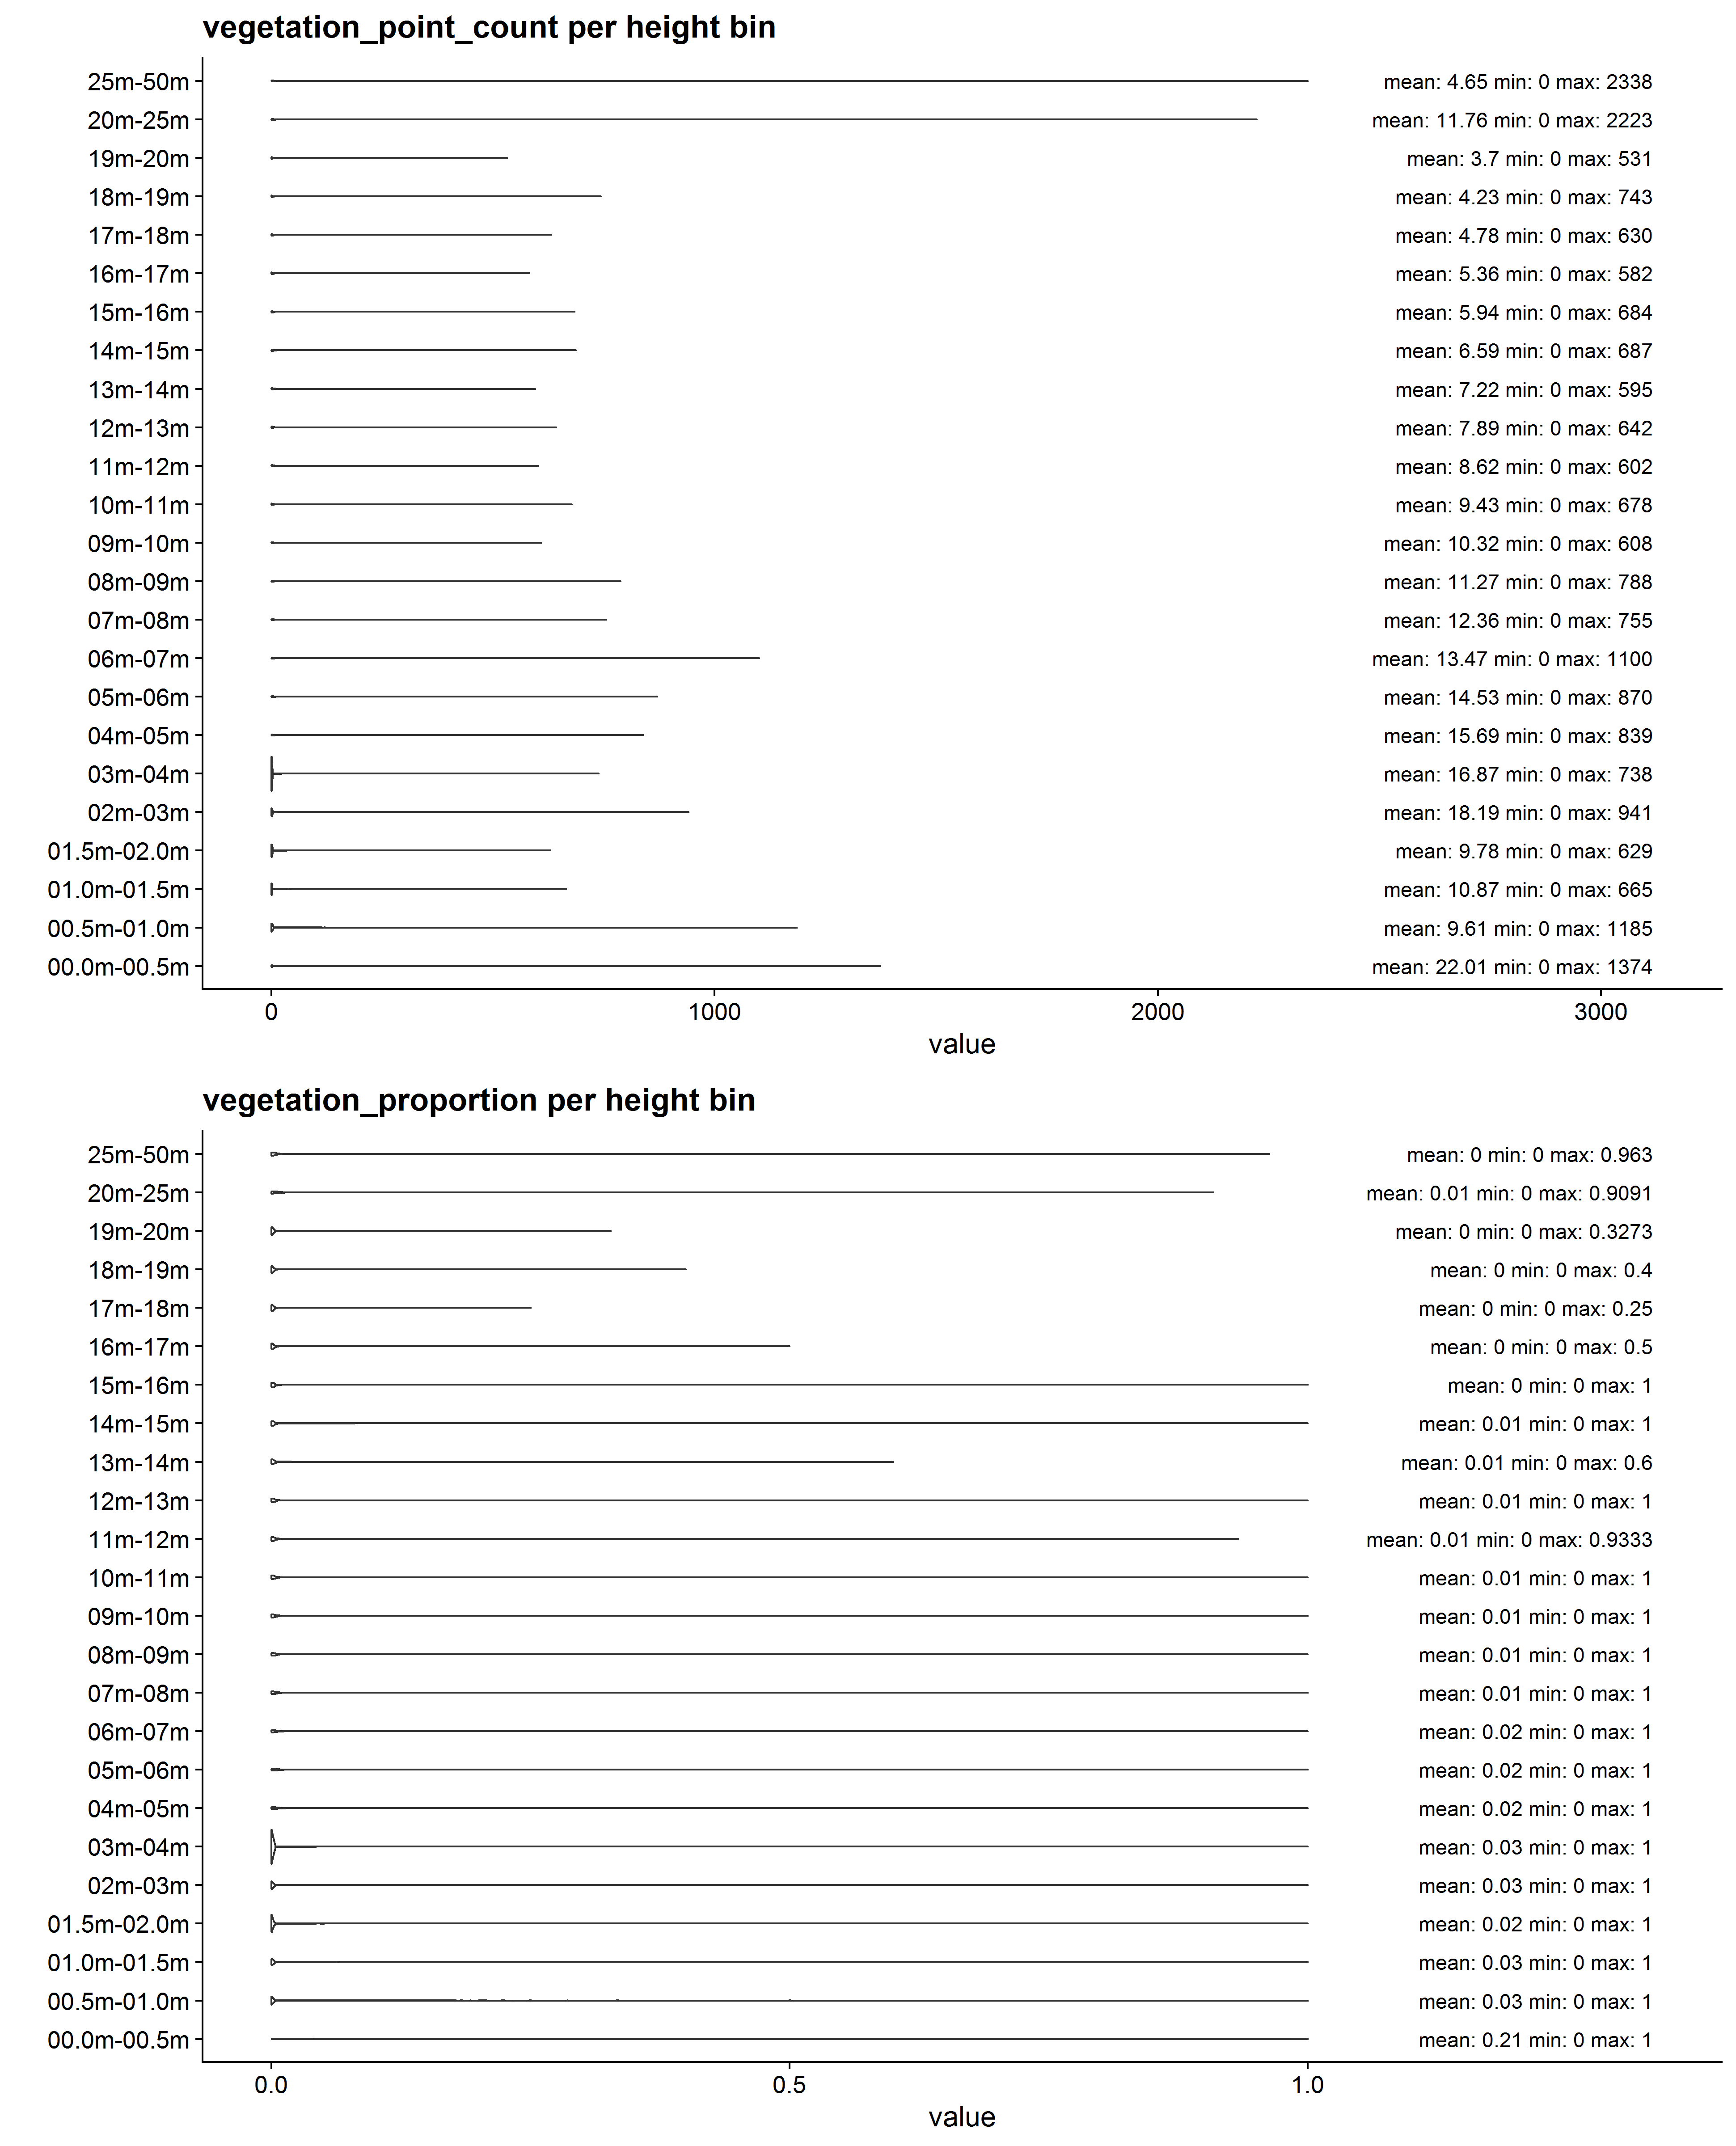 vegetation_point_count per height bin
25m-50m mean: 4.65 min: 0 max: 2338
20m-25m mean: 11.76 min: 0 max: 2223
19m-20m mean: 3.7 min: 0 max: 531
18m-19m mean: 4.23 min: 0 max: 743
17m-18m mean: 4.78 min: 0 max: 630
16m-17m mean: 5.36 min: 0 max: 582
15m-16m mean: 5.94 min: 0 max: 684
14m-15m mean: 6.59 min: 0 max: 687
13m-14m mean: 7.22 min: 0 max: 595
12m-13m mean: 7.89 min: 0 max: 642
11m-12m mean: 8.62 min: 0 max: 602
10m-11m mean: 9.43 min: 0 max: 678
09m-10m mean: 10.32 min: 0 max: 608
08m-09m mean: 11.27 min: 0 max: 788
07m-08m mean: 12.36 min: 0 max: 755
06m-07m mean: 13.47 min: 0 max: 1100
05m-06m mean: 14.53 min: 0 max: 870
04m-05m mean: 15.69 min: 0 max: 839
03m-04m mean: 16.87 min: 0 max: 738
02m-03m mean: 18.19 min: 0 max: 941
01.5m-02.0m mean: 9.78 min: 0 max: 629
01.0m-01.5m mean: 10.87 min: 0 max: 665
00.5m-01.0m mean: 9.61 min: 0 max: 1185
00.0m-00.5m mean: 22.01 min: 0 max: 1374
0 1000 2000 3000
value
vegetation_proportion per height bin
25m-50m mean: 0 min: 0 max: 0.963
20m-25m mean: 0.01 min: 0 max: 0.9091
19m-20m mean: 0 min: 0 max: 0.3273
18m-19m mean: 0 min: 0 max: 0.4
17m-18m mean: 0 min: 0 max: 0.25
16m-17m mean: 0 min: 0 max: 0.5
15m-16m mean: 0 min: 0 max: 1
14m-15m mean: 0.01 min: 0 max: 1
13m-14m mean: 0.01 min: 0 max: 0.6
12m-13m mean: 0.01 min: 0 max: 1
11m-12m mean: 0.01 min: 0 max: 0.9333
10m-11m mean: 0.01 min: 0 max: 1
09m-10m mean: 0.01 min: 0 max: 1
08m-09m mean: 0.01 min: 0 max: 1
07m-08m mean: 0.01 min: 0 max: 1
06m-07m mean: 0.02 min: 0 max: 1
05m-06m mean: 0.02 min: 0 max: 1
04m-05m mean: 0.02 min: 0 max: 1
03m-04m mean: 0.03 min: 0 max: 1
02m-03m mean: 0.03 min: 0 max: 1
01.5m-02.0m mean: 0.02 min: 0 max: 1
01.0m-01.5m mean: 0.03 min: 0 max: 1
00.5m-01.0m mean: 0.03 min: 0 max: 1
00.0m-00.5m mean: 0.21 min: 0 max: 1
0.0 0.5 1.0
value